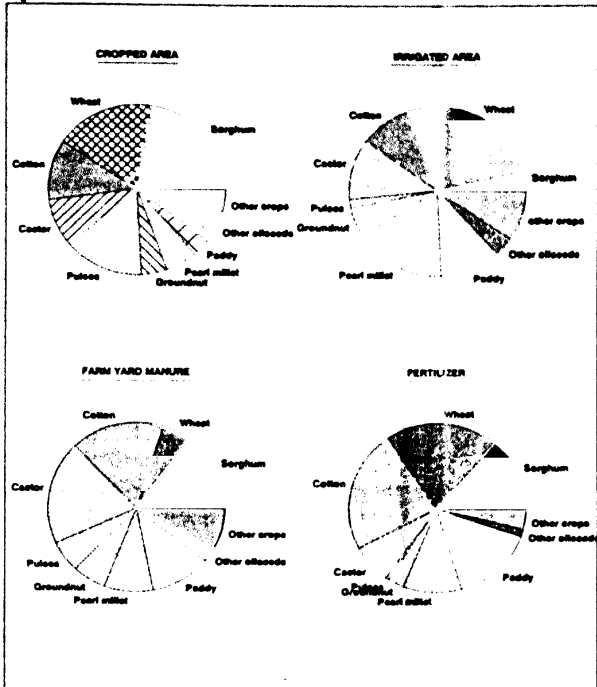 CROPPED AREA
Wheat
Sorghum
Cotton
Other crops
Castor
Other oilseeds
Paddy
Pulses
Pearl millet
Groundnut
IRRIGATED AREA
Wheat
Cotton
Castor
Sorghum
Pulses
other crops
Groundnut
Other oilseeds
Pearl millet
Paddy
FARM YARD MANURE
Cotton
Wheat
Sorghum
Castor
Other crops
Pulses
Other oilseeds
Groundnut
Paddy
Pearl millet
FERTILIZER
Wheat
Sorghum
Cotton
Other crops
Other oilseeds
Castor
Paddy
Pulses
Groundnut
Pearl millet